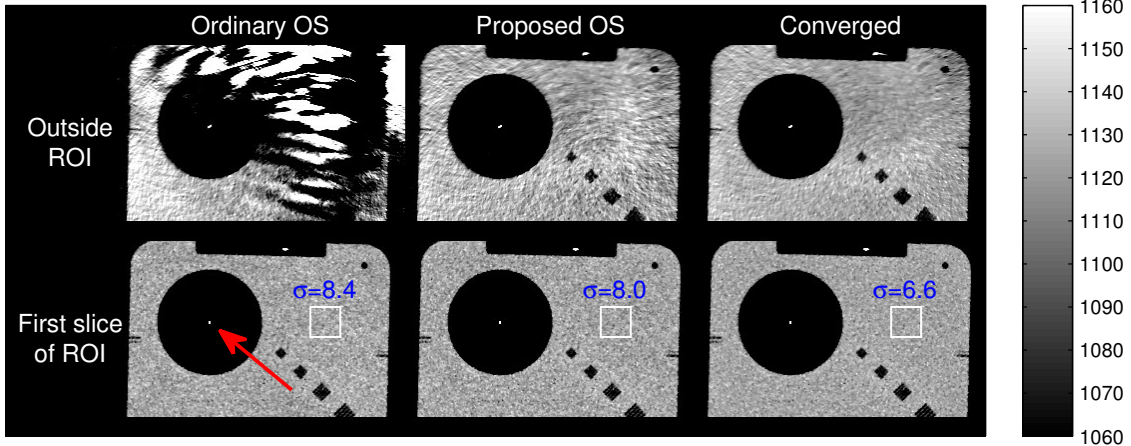 Ordinary OS
Proposed OS
Converged
Outside
ROI
First slice
of ROI
σ=8.4
σ=8.0
σ=6.6
1160
1150
1140
1130
1120
1110
1100
1090
1080
1070
1060